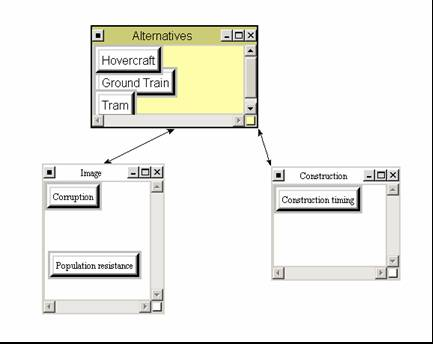 Alternatives
Hovercraft
Ground Train
Tram
Image
Corruption
Population resistance
Construction
Construction timing